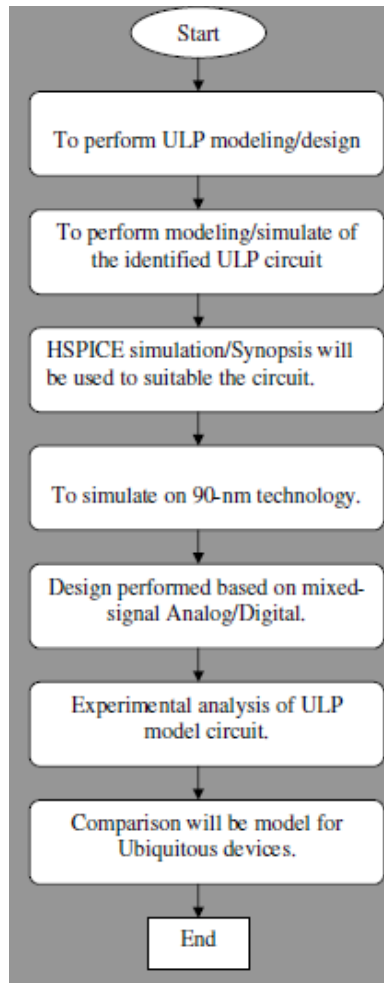 Start
To perform ULP modeling/design
To perform modeling/simulate of
the identified ULP circuit
HSPICE simulation/Synopsis will
be used to suitable the circuit.
To simulate on 90-nm technology.
Design performed based on mixed-
signal Analog/Digital.
Experimental analysis of ULP
model circuit.
Comparison will be model for
Ubiquitous devices.
End